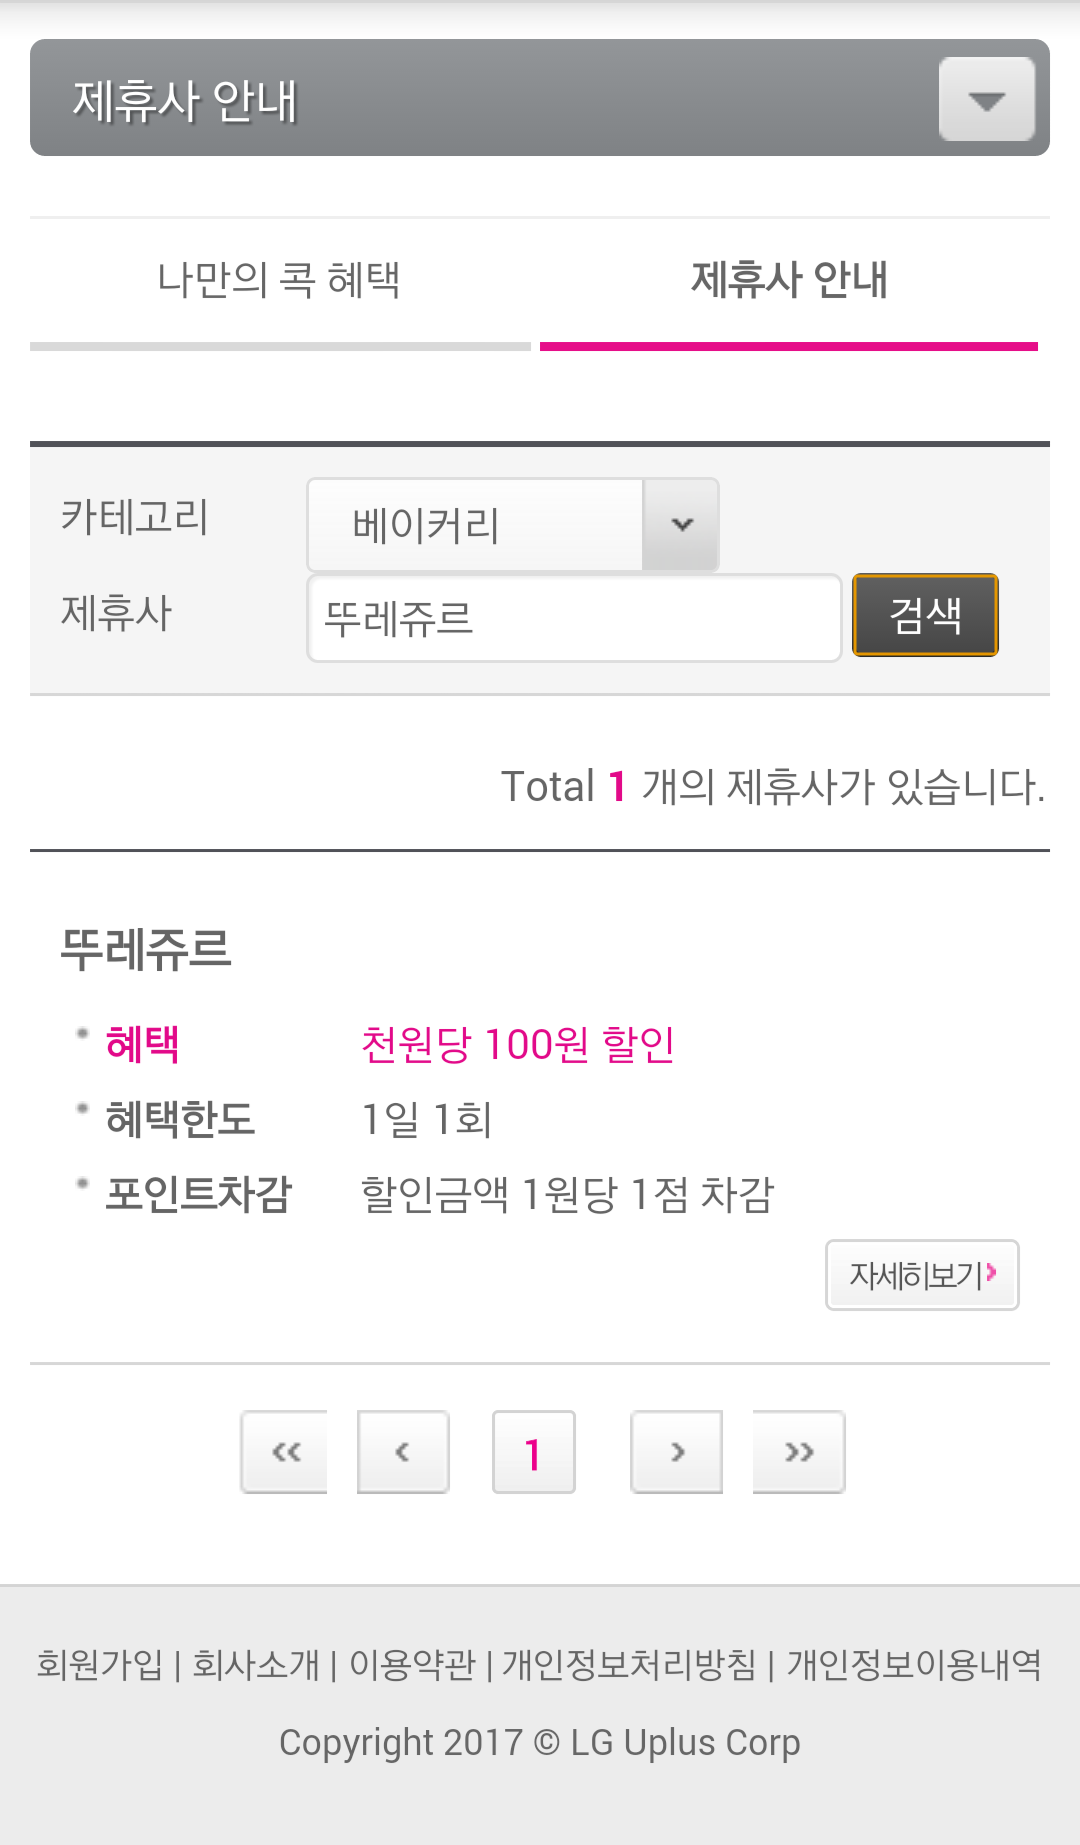 제휴사 안내
나만의 콕 혜택 제휴사 안내
카테고리 베이커리
제휴사 뚜레쥬르 검색
Total 1 개의 제휴사가 있습니다.
뚜레쥬르
혜택 천원당 100원 할인
혜택한도 1일 1회
포인트차감 할인금액 1원당 1점 차감
자세히보기
1
회원가입 | 회사소개 | 이용약관 | 개인정보처리방침 | 개인정보이용내역
Copyright 2017 © LG Uplus Corp